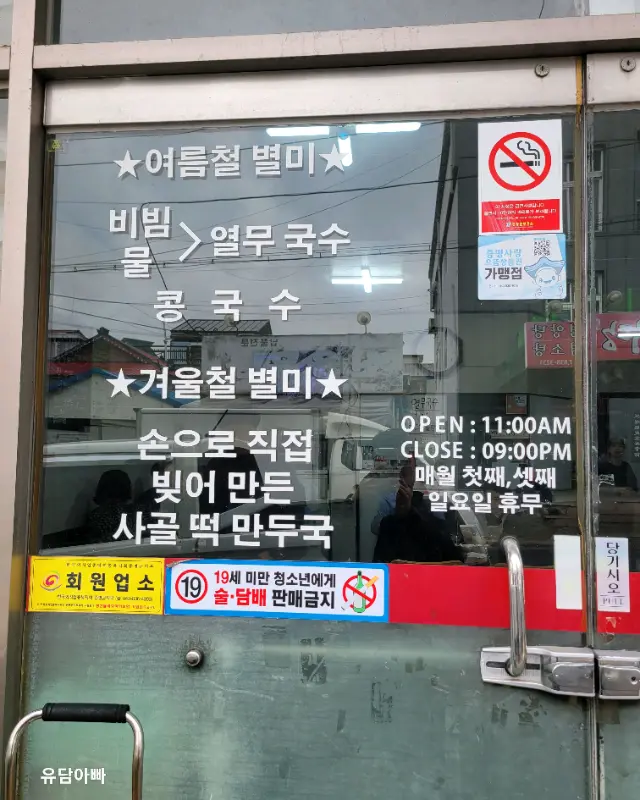 ★여름철 별미★
비빔
물 > 열무 국수
콩 국 수
★겨울철 별미★
손으로 직접
빚어 만든
사골 떡 만두국
OPEN : 11:00AM
CLOSE : 09:00PM
매월 첫째,셋째
일요일 휴무
가맹점
당기시오
PULL
회원업소
19
19세 미만 청소년에게
술·담배 판매금지
유담아빠